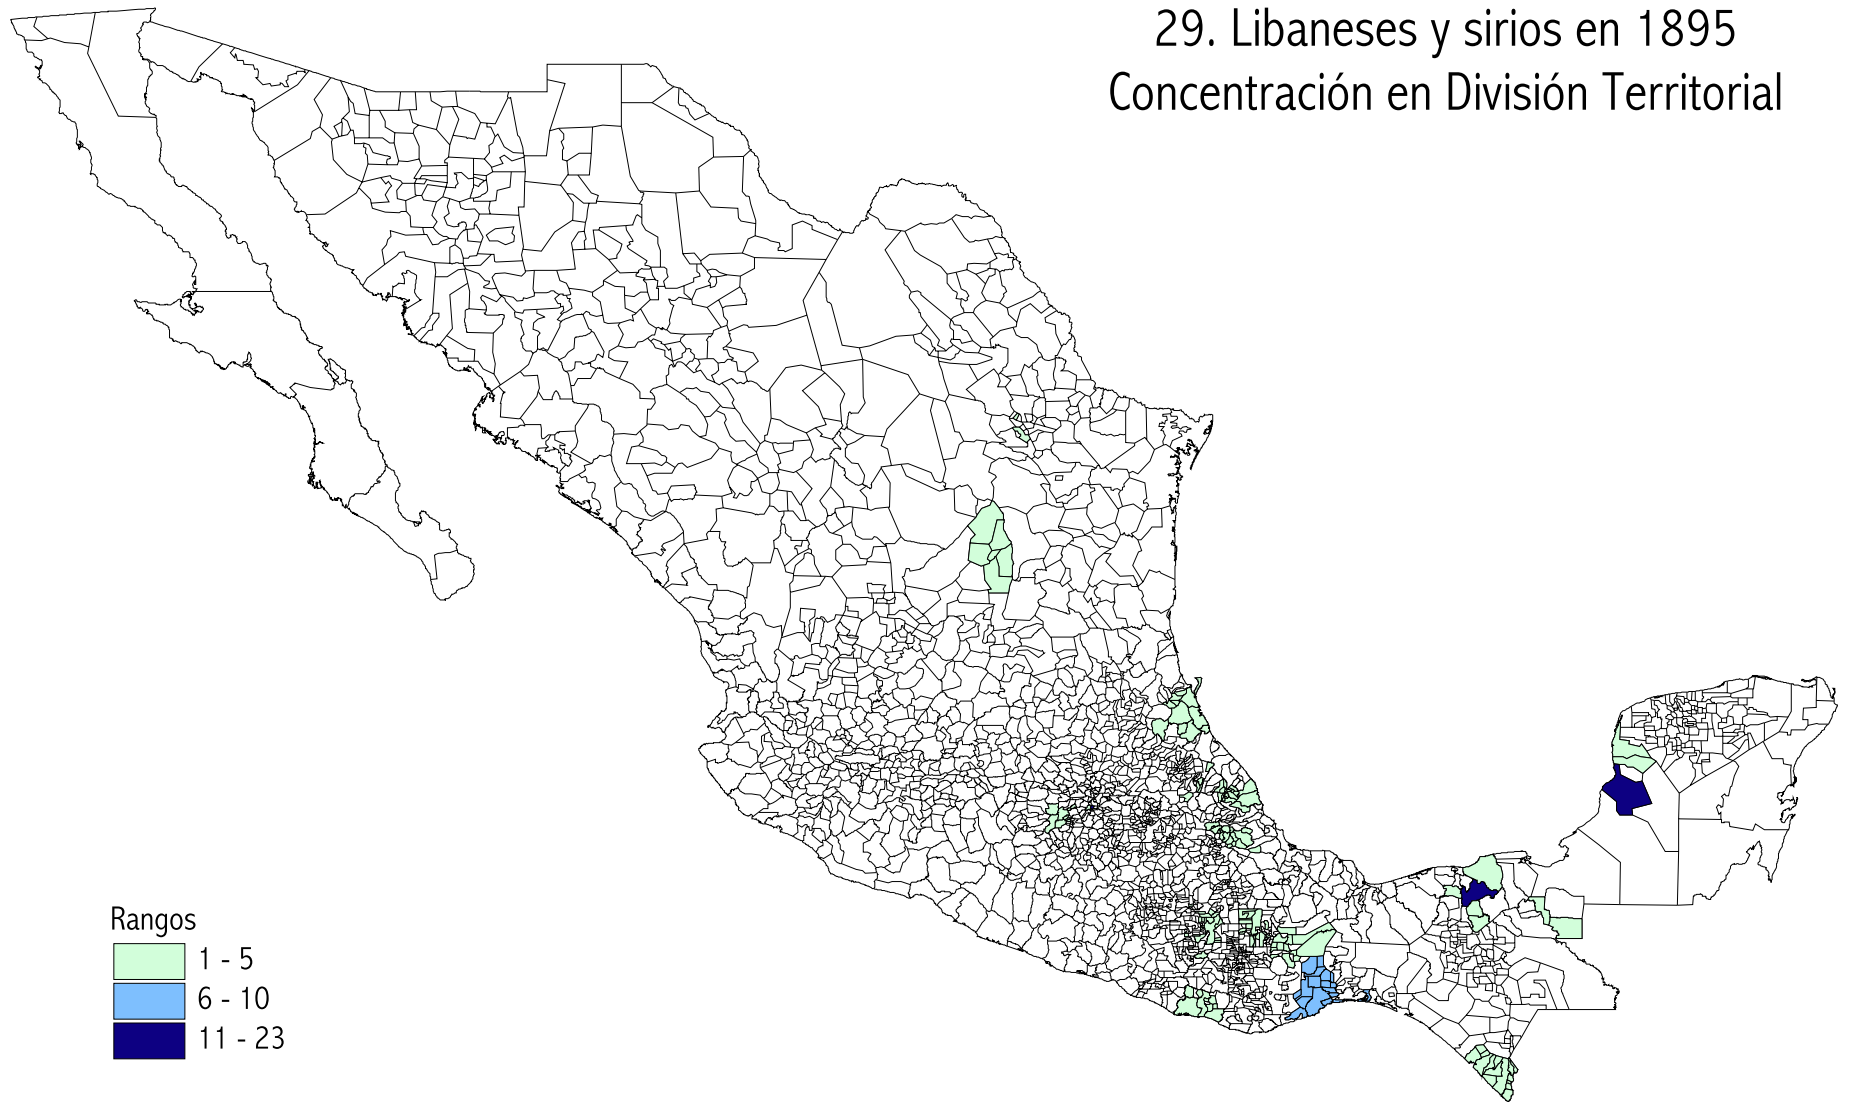 29. Libaneses y sirios en 1895
Concentración en División Territorial
Rangos
1 - 5
6 - 10
11 - 23